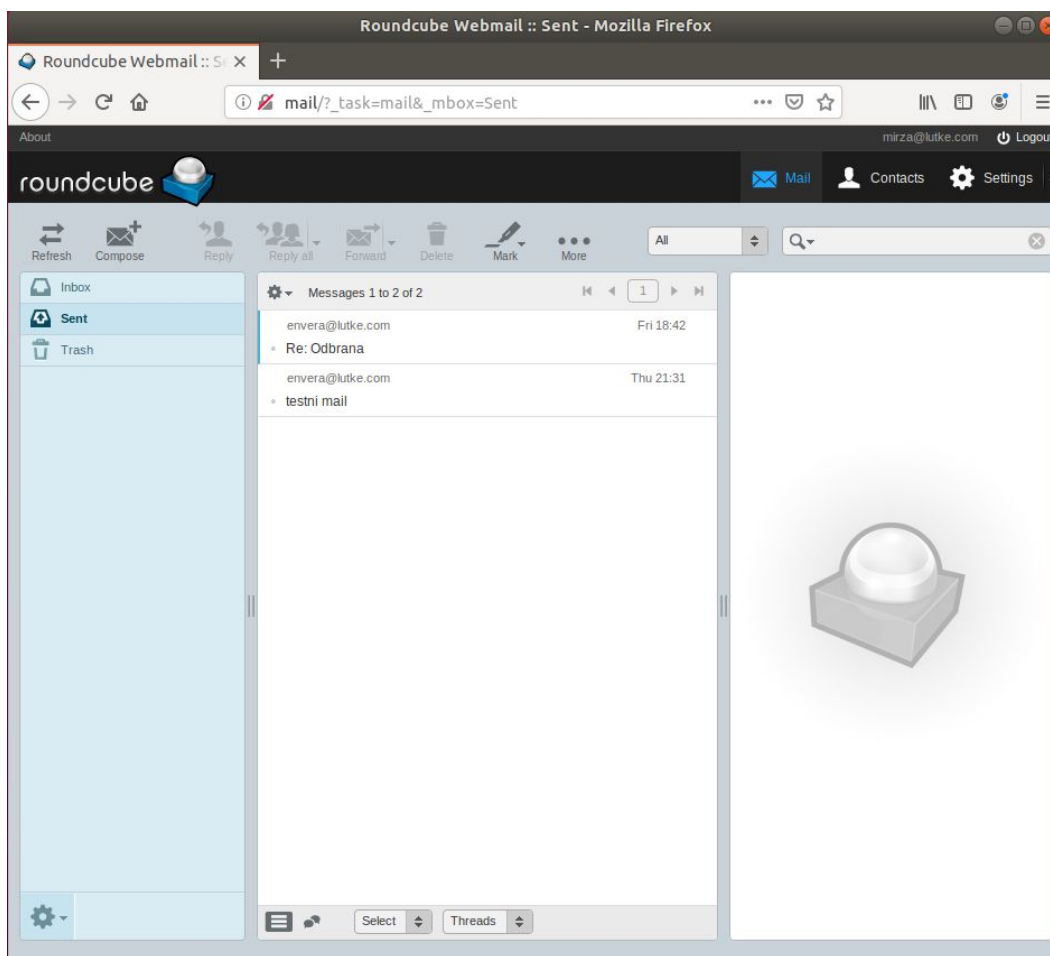 Roundcube Webmail :: Sent - Mozilla Firefox
Roundcube Webmail :: S
mail/?_task=mail&_mbox=Sent
About
mirza@lutke.com Logou
roundcube
Mail Contacts Settings
Refresh Compose Reply Reply all Forward Delete Mark More
All
Inbox
Sent
Trash
Messages 1 to 2 of 2
1
envera@lutke.com Fri 18:42
Re: Odbrana
envera@lutke.com Thu 21:31
testni mail
Select Threads